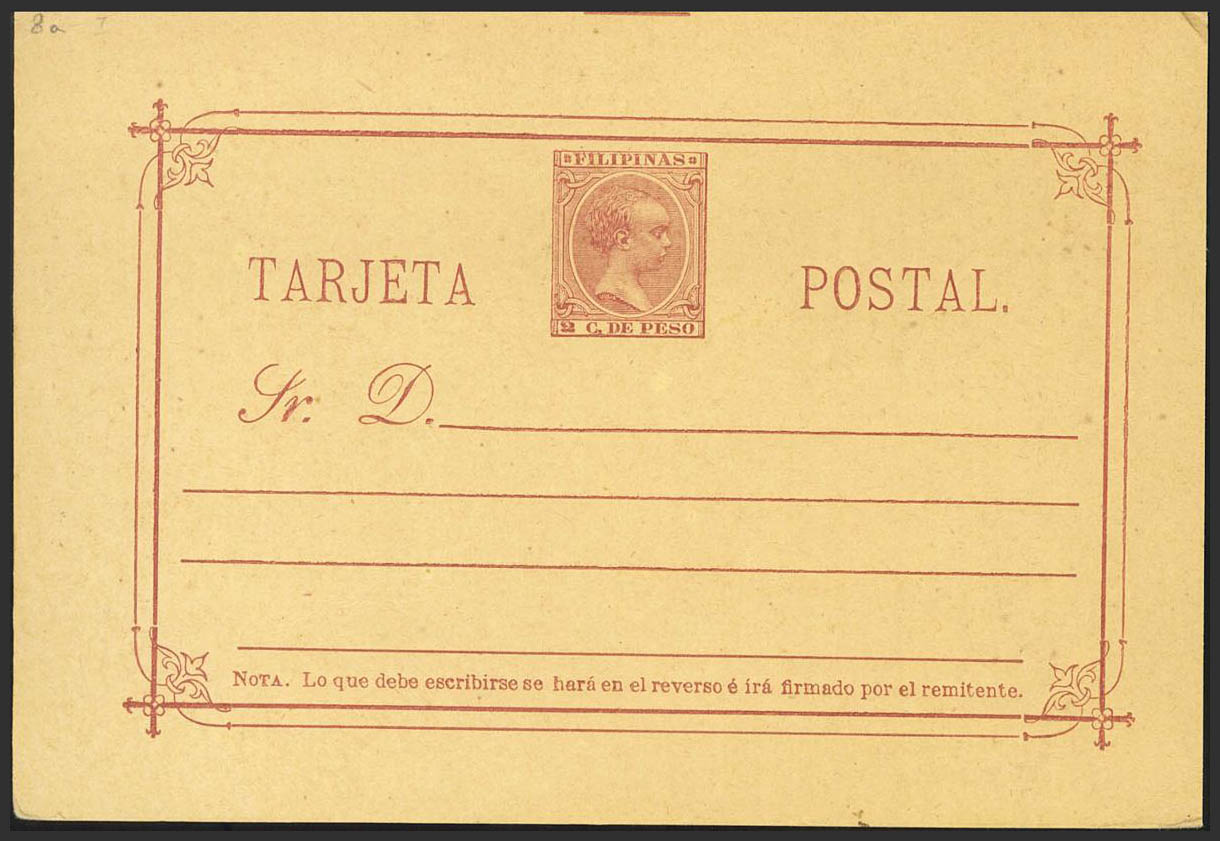 8a I
FILIPINAS
TARJETA POSTAL.
2 C. DE PESO
Sr. D.
NOTA. Lo que debe escribirse se hará en el reverso é irá firmado por el remitente.